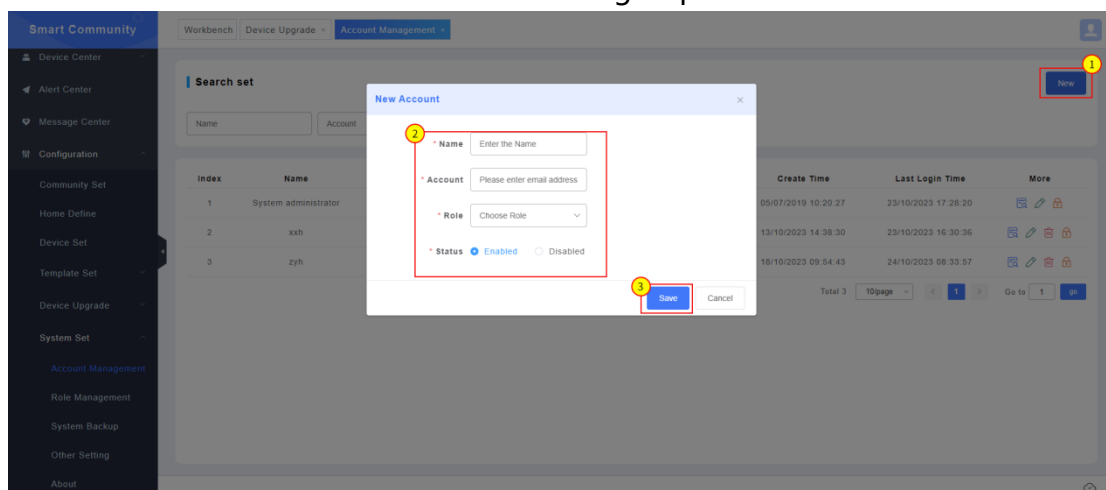 Smart Community
Workbench
Device Upgrade ×
Account Management ×
Device Center
Alert Center
Message Center
Configuration
Community Set
Home Define
Device Set
Template Set
Device Upgrade
System Set
Account Management
Role Management
System Backup
Other Setting
About
Search set
1
New
Name
Account
Index Name Create Time Last Login Time More
1 System administrator 05/07/2019 10:20:27 23/10/2023 17:28:20
2 xxh 13/10/2023 14:38:30 23/10/2023 16:30:36
3 zyh 18/10/2023 09:54:43 24/10/2023 08:33:57
Total 3 10/page < 1 > Go to 1 go
New Account ×
2
* Name Enter the Name
* Account Please enter email address
* Role Choose Role
* Status Enabled Disabled
3
Save Cancel